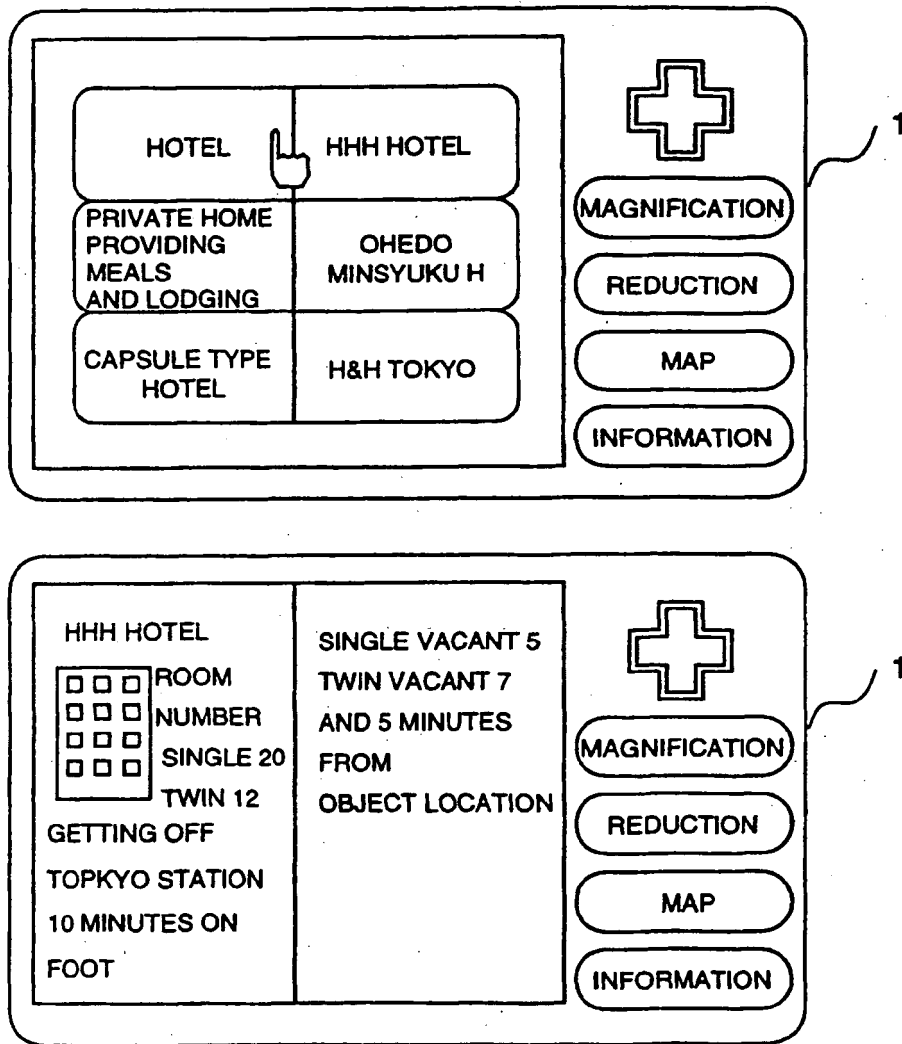 HOTEL
HHH HOTEL
PRIVATE HOME
PROVIDING
MEALS
AND LODGING
OHEDO
MINSYUKU H
CAPSULE TYPE
HOTEL
H&H TOKYO
MAGNIFICATION
REDUCTION
MAP
INFORMATION
1
HHH HOTEL
ROOM
NUMBER
SINGLE 20
TWIN 12
GETTING OFF
TOPKYO STATION
10 MINUTES ON
FOOT
SINGLE VACANT 5
TWIN VACANT 7
AND 5 MINUTES
FROM
OBJECT LOCATION
MAGNIFICATION
REDUCTION
MAP
INFORMATION
1